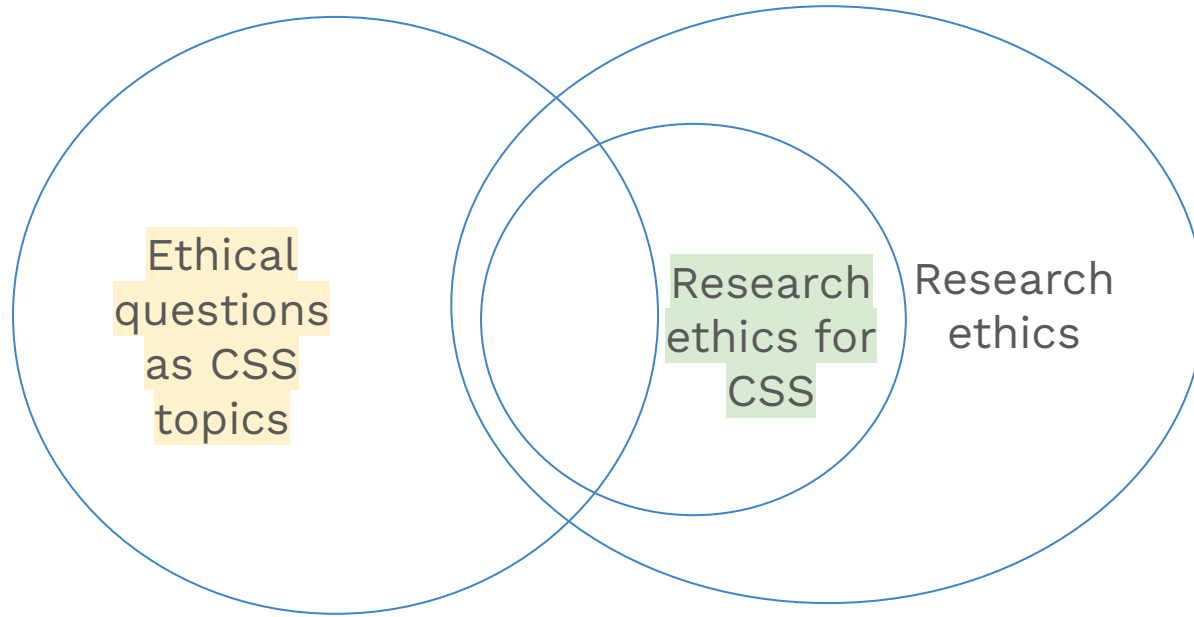 Ethical
questions
as CSS
topics
Research
ethics for
CSS
Research
ethics